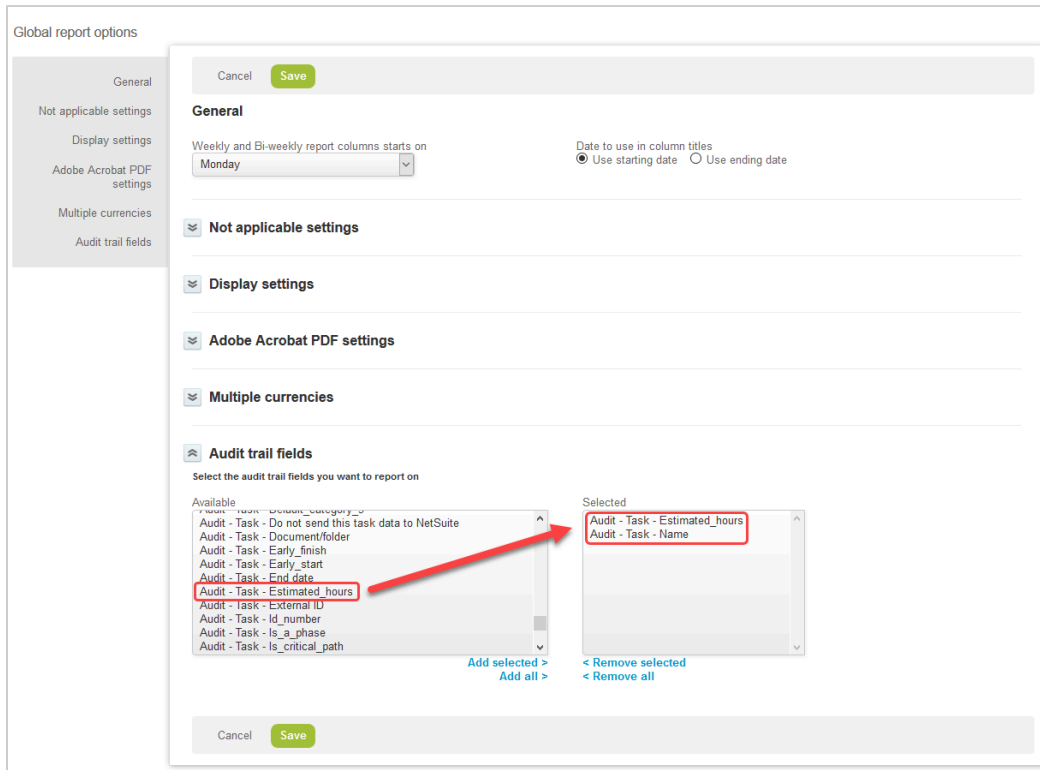 Global report options
General
Not applicable settings
Display settings
Adobe Acrobat PDF
settings
Multiple currencies
Audit trail fields
Cancel Save
General
Weekly and Bi-weekly report columns starts on
Monday
Date to use in column titles
Use starting date Use ending date
Not applicable settings
Display settings
Adobe Acrobat PDF settings
Multiple currencies
Audit trail fields
Select the audit trail fields you want to report on
Available
Audit - Task - Default_category_5
Audit - Task - Do not send this task data to NetSuite
Audit - Task - Document/folder
Audit - Task - Early_finish
Audit - Task - Early_start
Audit - Task - End date
Audit - Task - Estimated_hours
Audit - Task - External ID
Audit - Task - Id_number
Audit - Task - Is_a_phase
Audit - Task - Is_critical_path
Add selected >
Add all >
Selected
Audit - Task - Estimated_hours
Audit - Task - Name
< Remove selected
< Remove all
Cancel Save